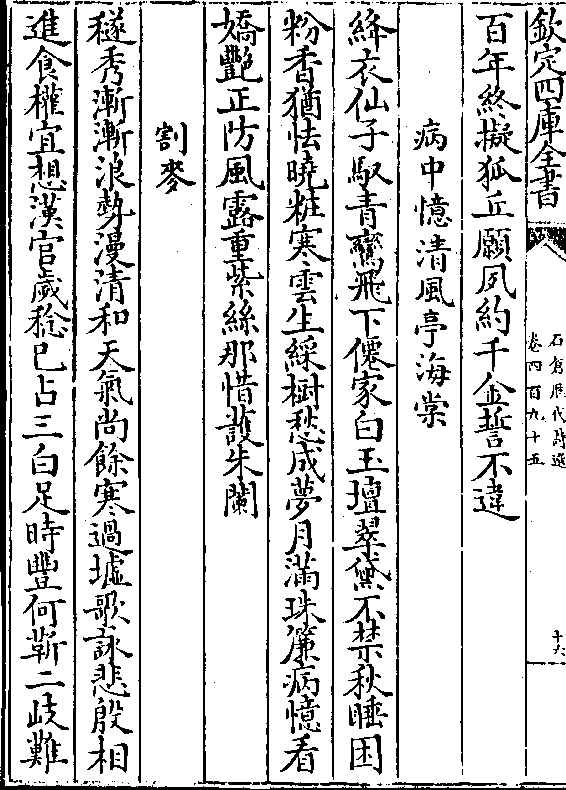 欽定四庫全書
石倉歷代詩選
卷四百九十五
十六
百年終擬狐丘願夙約千金誓不違
病中憶清風亭海棠
絳衣仙子馭青鸞飛下僊家白玉壇翠黛不禁秋睡困
粉香猶怯曉粧寒雲生綵樹愁成夢月滿珠簾病憶看
嬌艷正防風露重紫絲那惜護朱闌
割麥
穟秀漸漸浪勢漫清和天氣尚餘寒過墟歌詠悲殷相
進食權宜想漢官歲稔已占三白足時豐何蘄二歧難